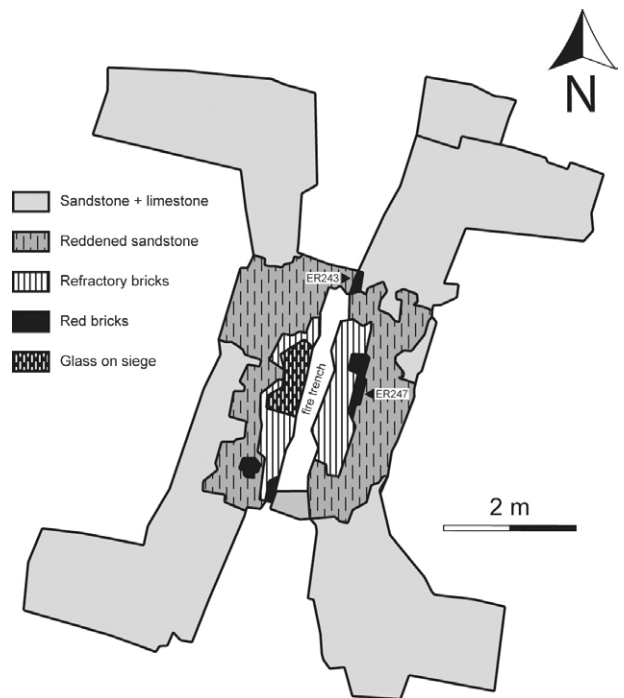 N
Sandstone + limestone
Reddened sandstone
Refractory bricks
Red bricks
Glass on siege
ER243
fire trench
ER247
2 m